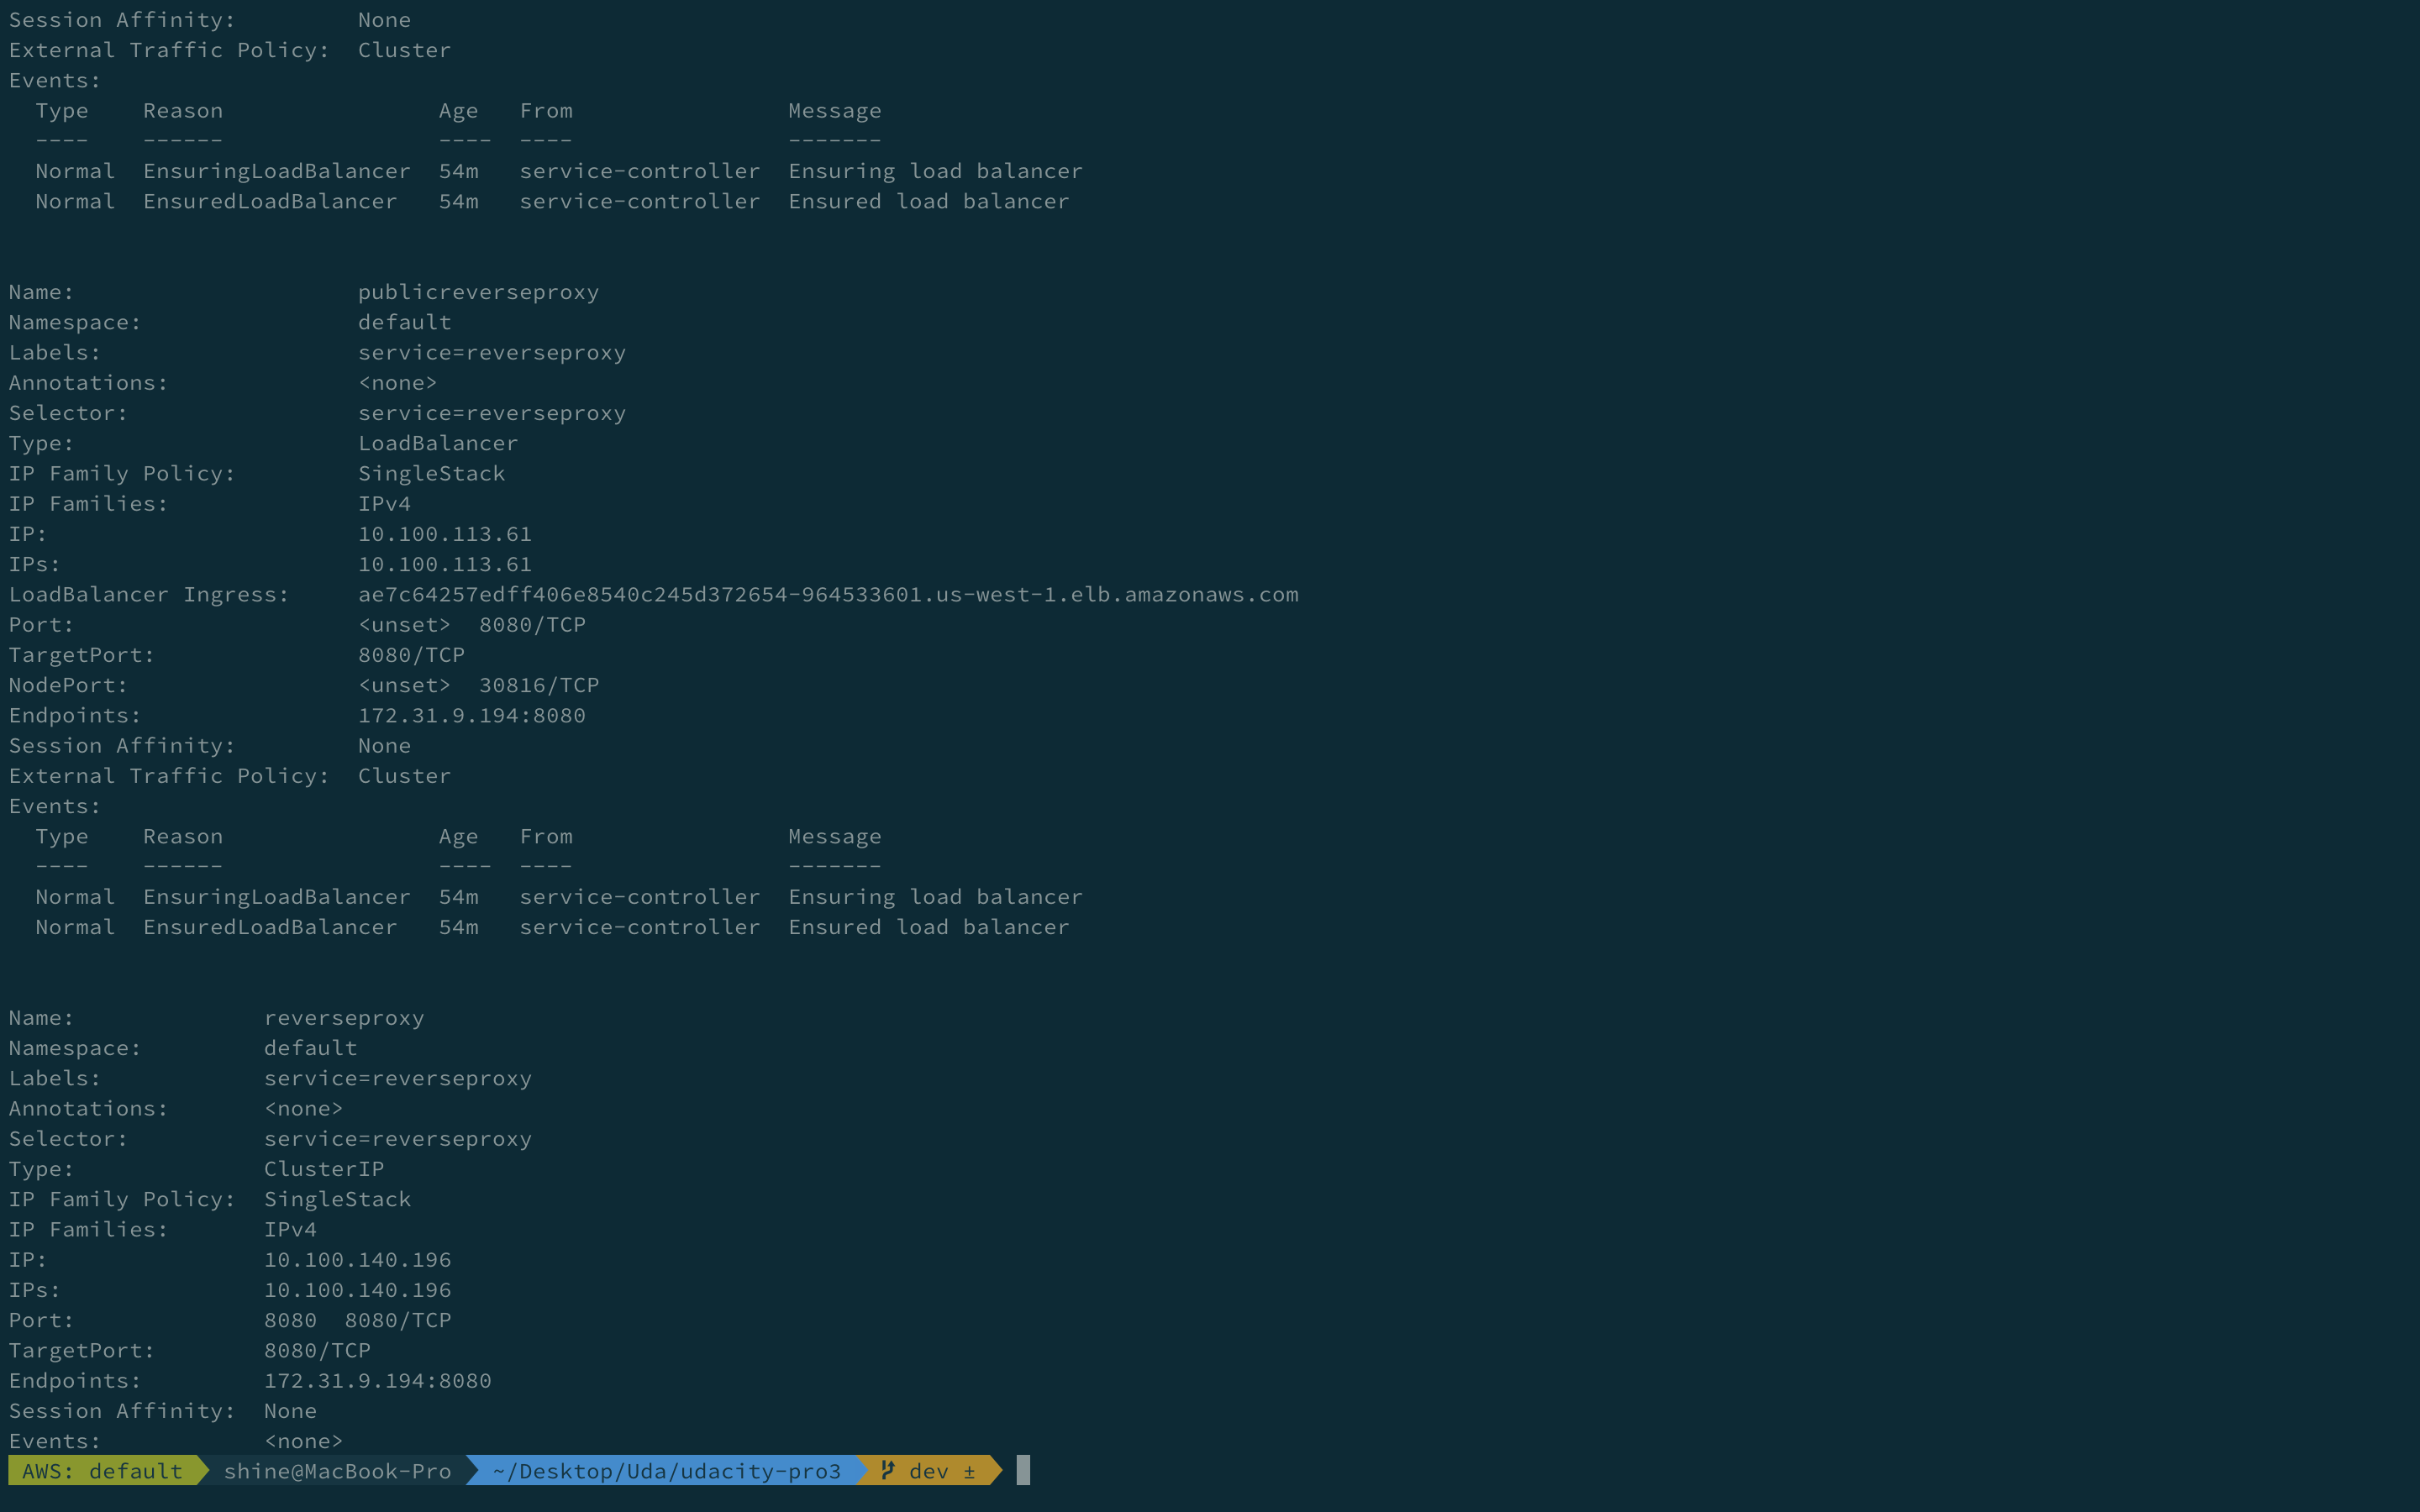 Session Affinity:         None
External Traffic Policy:  Cluster
Events:
  Type    Reason                Age   From                Message
  ----    ------                ----  ----                -------
  Normal  EnsuringLoadBalancer  54m   service-controller  Ensuring load balancer
  Normal  EnsuredLoadBalancer   54m   service-controller  Ensured load balancer
Name:                     publicreverseproxy
Namespace:                default
Labels:                   service=reverseproxy
Annotations:              <none>
Selector:                 service=reverseproxy
Type:                     LoadBalancer
IP Family Policy:         SingleStack
IP Families:              IPv4
IP:                       10.100.113.61
IPs:                      10.100.113.61
LoadBalancer Ingress:     ae7c64257edff406e8540c245d372654-964533601.us-west-1.elb.amazonaws.com
Port:                     <unset>  8080/TCP
TargetPort:               8080/TCP
NodePort:                 <unset>  30816/TCP
Endpoints:                172.31.9.194:8080
Session Affinity:         None
External Traffic Policy:  Cluster
Events:
  Type    Reason                Age   From                Message
  ----    ------                ----  ----                -------
  Normal  EnsuringLoadBalancer  54m   service-controller  Ensuring load balancer
  Normal  EnsuredLoadBalancer   54m   service-controller  Ensured load balancer
Name:              reverseproxy
Namespace:         default
Labels:            service=reverseproxy
Annotations:       <none>
Selector:          service=reverseproxy
Type:              ClusterIP
IP Family Policy:  SingleStack
IP Families:       IPv4
IP:                10.100.140.196
IPs:               10.100.140.196
Port:              8080  8080/TCP
TargetPort:        8080/TCP
Endpoints:         172.31.9.194:8080
Session Affinity:  None
Events:            <none>
AWS: default shine@MacBook-Pro ~/Desktop/Uda/udacity-pro3 dev ±